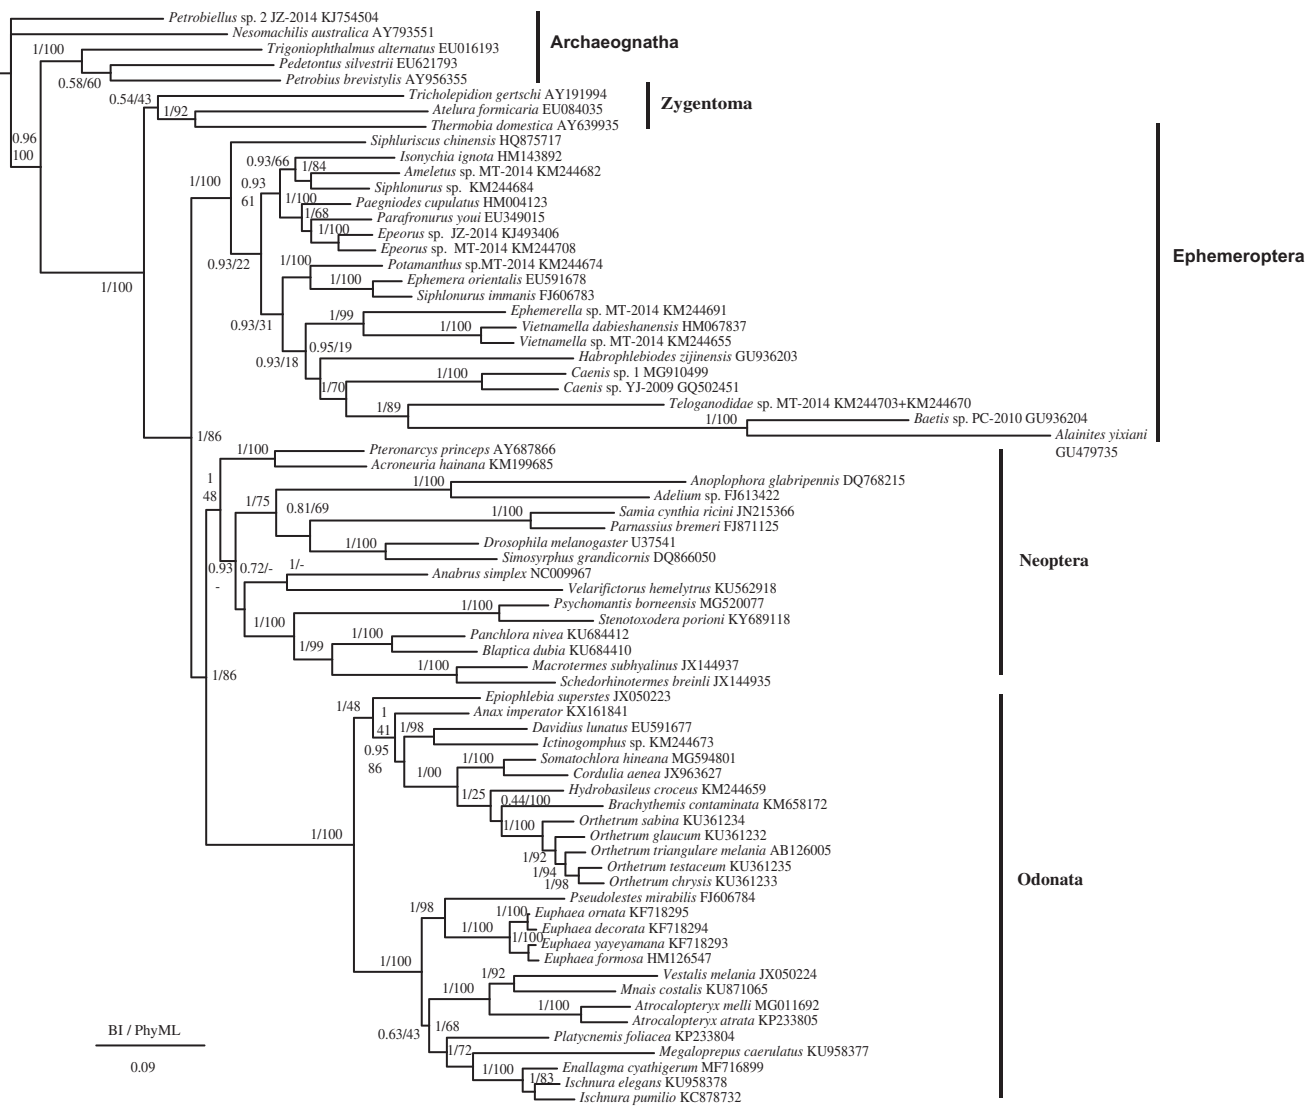 Petrobiellus sp. 2 JZ-2014 KJ754504
Nesomachilis australica AY793551
1/100
Trigoniophthalmus alternatus EU016193
Archaeognatha
Pedetontus silvestrii EU621793
0.58/60
Petrobius brevistylis AY956355
0.54/43
Tricholepidion gertschi AY191994
1/92
Atelura formicaria EU084035
Zygentoma
Thermobia domestica AY639935
0.96
100
Siphluriscus chinensis HQ875717
0.93/66
Isonychia ignota HM143892
1/84
Ameletus sp. MT-2014 KM244682
1/100
0.93
61
Siphlonurus sp. KM244684
1/100
Paegniodes cupulatus HM004123
1/68
Parafronurus youi EU349015
1/100
Epeorus sp. JZ-2014 KJ493406
Epeorus sp. MT-2014 KM244708
0.93/22
1/100
Potamanthus sp.MT-2014 KM244674
Ephemeroptera
1/100
Ephemera orientalis EU591678
1/100
Siphlonurus immanis FJ606783
0.93/31
1/99
Ephemerella sp. MT-2014 KM244691
1/100
Vietnamella dabieshanensis HM067837
Vietnamella sp. MT-2014 KM244655
0.93/18
0.95/19
Habrophlebiodes zijinensis GU936203
1/100
Caenis sp. 1 MG910499
1/70
Caenis sp. YJ-2009 GQ502451
1/89
Teloganodidae sp. MT-2014 KM244703+KM244670
1/100
Baetis sp. PC-2010 GU936204
1/86
Alainites yixiani
GU479735
1/100
Pteronarcys princeps AY687866
Acroneuria hainana KM199685
1
48
1/100
Anoplophora glabripennis DQ768215
1/75
Adelium sp. FJ613422
0.81/69
1/100
Samia cynthia ricini JN215366
Parnassius bremeri FJ871125
1/100
Drosophila melanogaster U37541
Simosyrphus grandicornis DQ866050
Neoptera
0.93
-
0.72/-
1/-
Anabrus simplex NC009967
Velarifictorus hemelytrus KU562918
1/100
Psychomantis borneensis MG520077
1/100
Stenotoxodera porioni KY689118
1/99
1/100
Panchlora nivea KU684412
Blaptica dubia KU684410
1/100
Macrotermes subhyalinus JX144937
1/86
Schedorhinotermes breinli JX144935
Epiophlebia superstes JX050223
1/48
1
41
Anax imperator KX161841
1/98
Davidius lunatus EU591677
0.95
86
Ictinogomphus sp. KM244673
1/100
Somatochlora hineana MG594801
1/00
Cordulia aenea JX963627
1/25
Hydrobasileus croceus KM244659
0.44/100
Brachythemis contaminata KM658172
1/100
Orthetrum sabina KU361234
1/100
Orthetrum glaucum KU361232
1/92
Orthetrum triangulare melania AB126005
1/94
Orthetrum testaceum KU361235
1/98
Orthetrum chrysis KU361233
Odonata
Pseudolestes mirabilis FJ606784
1/98
1/100
Euphaea ornata KF718295
1/100
Euphaea decorata KF718294
1/100
Euphaea yayeyamana KF718293
1/100
Euphaea formosa HM126547
1/92
Vestalis melania JX050224
1/100
Mnais costalis KU871065
1/100
Atrocalopteryx melli MG011692
Atrocalopteryx atrata KP233805
0.63/43
1/68
Platycnemis foliacea KP233804
1/72
Megaloprepus caerulatus KU958377
1/100
Enallagma cyathigerum MF716899
1/83
Ischnura elegans KU958378
Ischnura pumilio KC878732
BI / PhyML
0.09